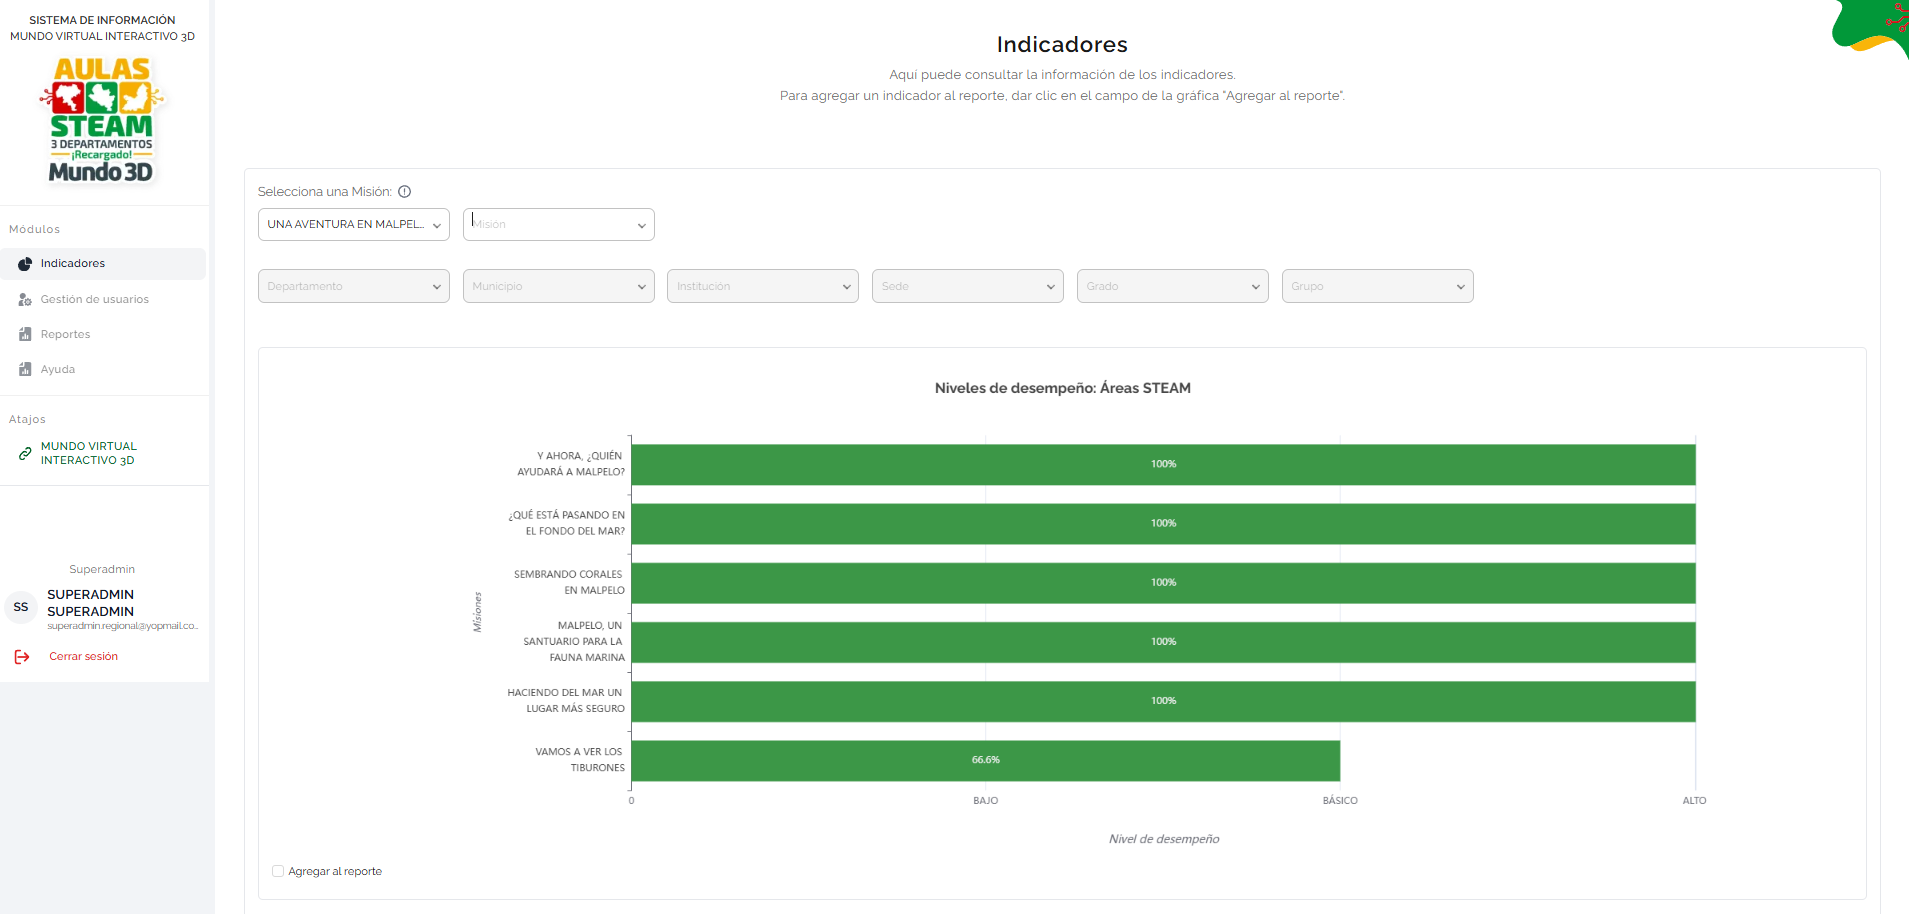 SISTEMA DE INFORMACIÓN
MUNDO VIRTUAL INTERACTIVO 3D
AULAS
STEAM
3 DEPARTAMENTOS
¡Recargado!
Mundo 3D
Módulos
Indicadores
Gestión de usuarios
Reportes
Ayuda
Atajos
MUNDO VIRTUAL
INTERACTIVO 3D
Superadmin
SS
SUPERADMIN
SUPERADMIN
superadmin.regional@yopmail.co...
Cerrar sesión
Indicadores
Aquí puede consultar la información de los indicadores.
Para agregar un indicador al reporte, dar clic en el campo de la gráfica "Agregar al reporte".
Selecciona una Misión:
UNA AVENTURA EN MALPEL...
Misión
Departamento
Municipio
Institución
Sede
Grado
Grupo
Niveles de desempeño: Áreas STEAM
Misiones
Y AHORA, ¿QUIÉN
AYUDARÁ A MALPELO?
100%
¿QUÉ ESTÁ PASANDO EN
EL FONDO DEL MAR?
100%
SEMBRANDO CORALES
EN MALPELO
100%
MALPELO, UN
SANTUARIO PARA LA
FAUNA MARINA
100%
HACIENDO DEL MAR UN
LUGAR MÁS SEGURO
100%
VAMOS A VER LOS
TIBURONES
66.6%
0
BAJO
BÁSICO
ALTO
Nivel de desempeño
Agregar al reporte